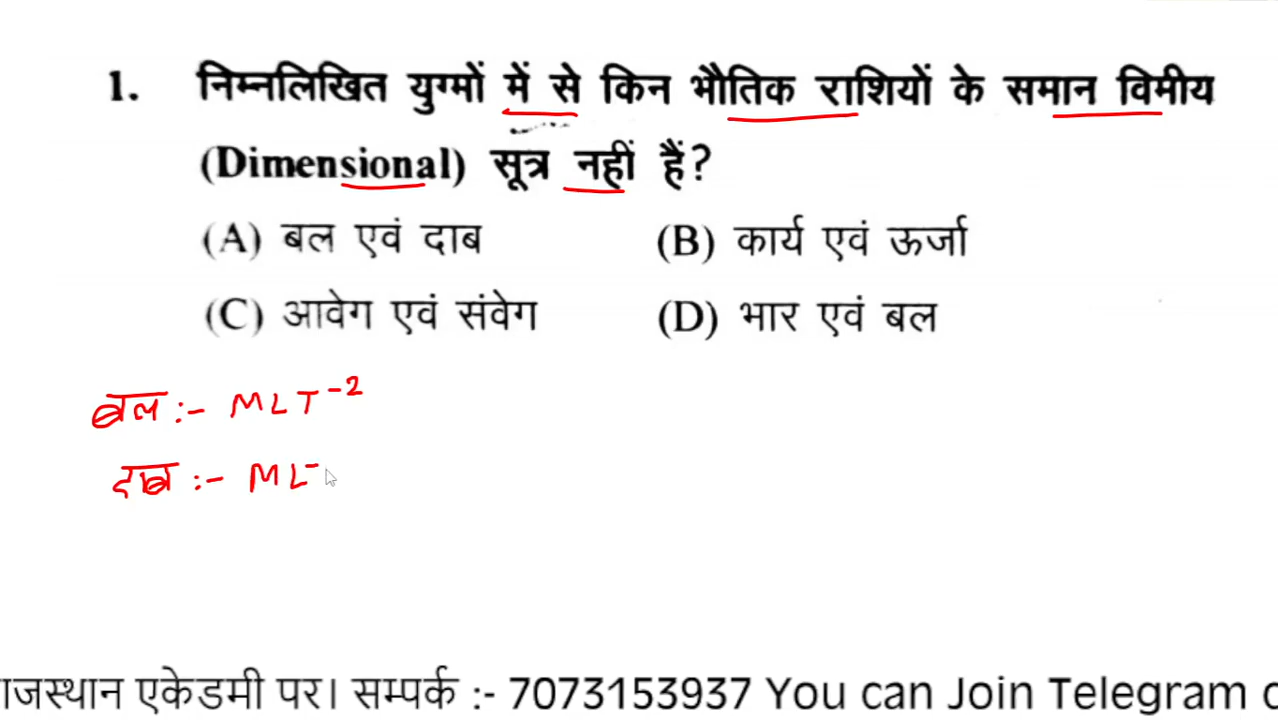 1. निम्नलिखित युग्मों में से किन भौतिक राशियों के समान विमीय
(Dimensional) सूत्र नहीं हैं?
(A) बल एवं दाब (B) कार्य एवं ऊर्जा
(C) आवेग एवं संवेग (D) भार एवं बल
बल :- MLT⁻²
दाब :- ML⁻
ाजस्थान एकेडमी पर। सम्पर्क :- 7073153937 You can Join Telegram c